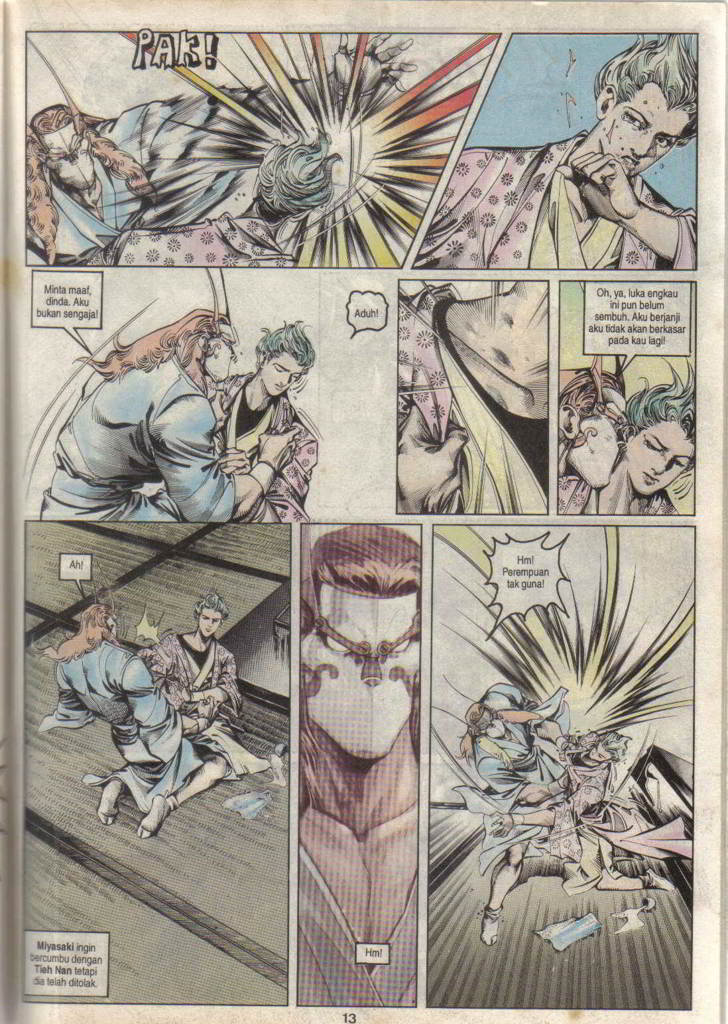 PAK!
Minta maaf,
dinda. Aku
bukan sengaja!
Aduh!
Oh, ya, luka engkau
ini pun belum
sembuh. Aku berjanji
aku tidak akan berkasar
pada kau lagi!
Ah!
Miyasaki ingin
bercumbu dengan
Tieh Nan tetapi
dia telah ditolak.
Hm!
Hm!
Perempuan
tak guna!
13